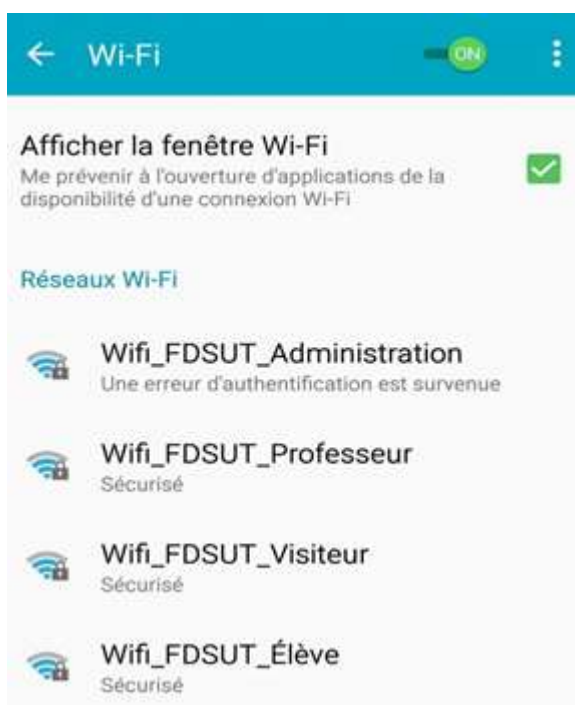 Wi-Fi
ON
Afficher la fenêtre Wi-Fi
Me prévenir à l'ouverture d'applications de la
disponibilité d'une connexion Wi-Fi
Réseaux Wi-Fi
Wifi_FDSUT_Administration
Une erreur d'authentification est survenue
Wifi_FDSUT_Professeur
Sécurisé
Wifi_FDSUT_Visiteur
Sécurisé
Wifi_FDSUT_Élève
Sécurisé